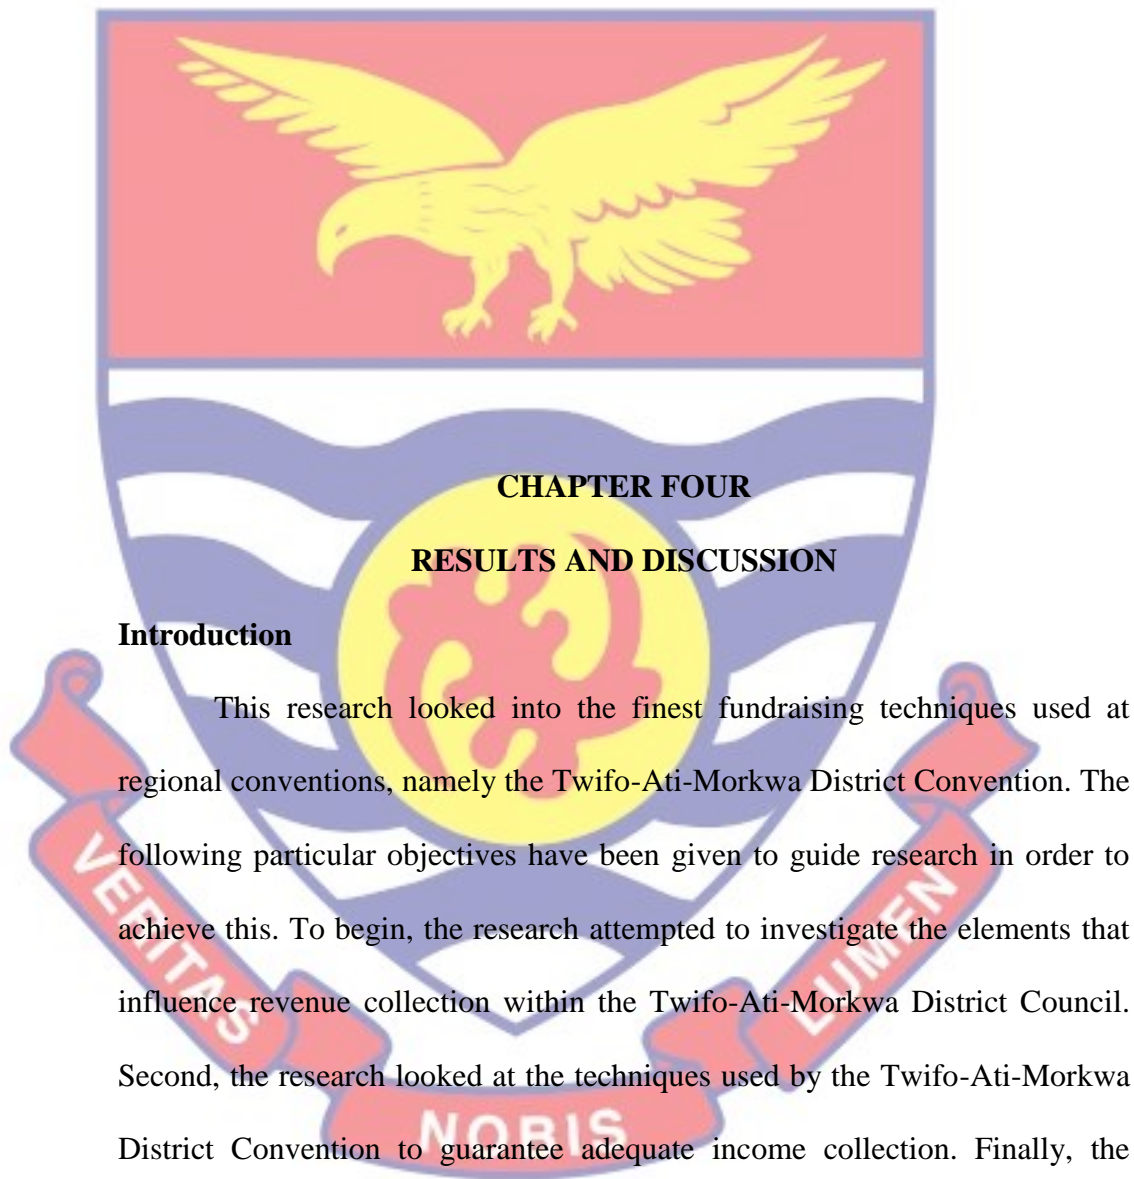 CHAPTER FOUR
RESULTS AND DISCUSSION
Introduction
This research looked into the finest fundraising techniques used at
regional conventions, namely the Twifo-Ati-Morkwa District Convention. The
following particular objectives have been given to guide research in order to
achieve this. To begin, the research attempted to investigate the elements that
influence revenue collection within the Twifo-Ati-Morkwa District Council.
Second, the research looked at the techniques used by the Twifo-Ati-Morkwa
District Convention to guarantee adequate income collection. Finally, the
VERITAS
NOBIS
LUMEN